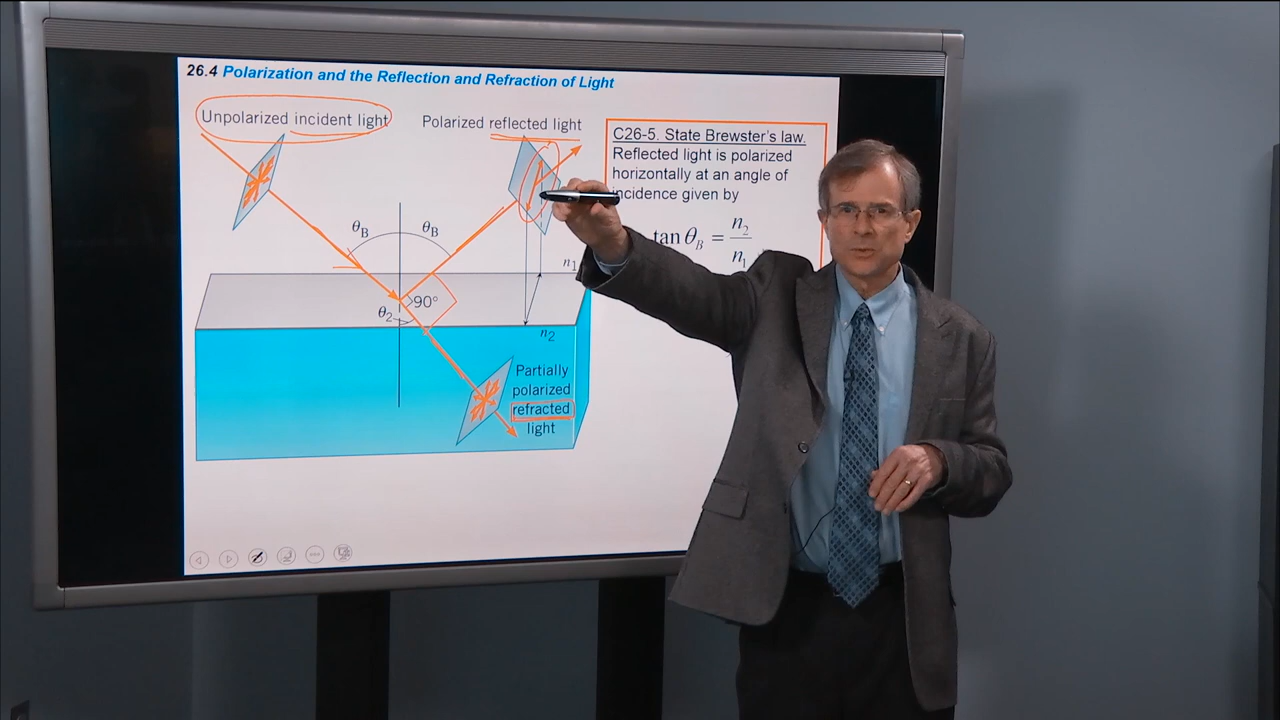 26.4 Polarization and the Reflection and Refraction of Light
Unpolarized incident light
Polarized reflected light
C26-5. State Brewster's law.
Reflected light is polarized
horizontally at an angle of
incidence given by
tan θB = n2/n1
θB
θB
n1
90°
θ2
n2
Partially
polarized
refracted
light